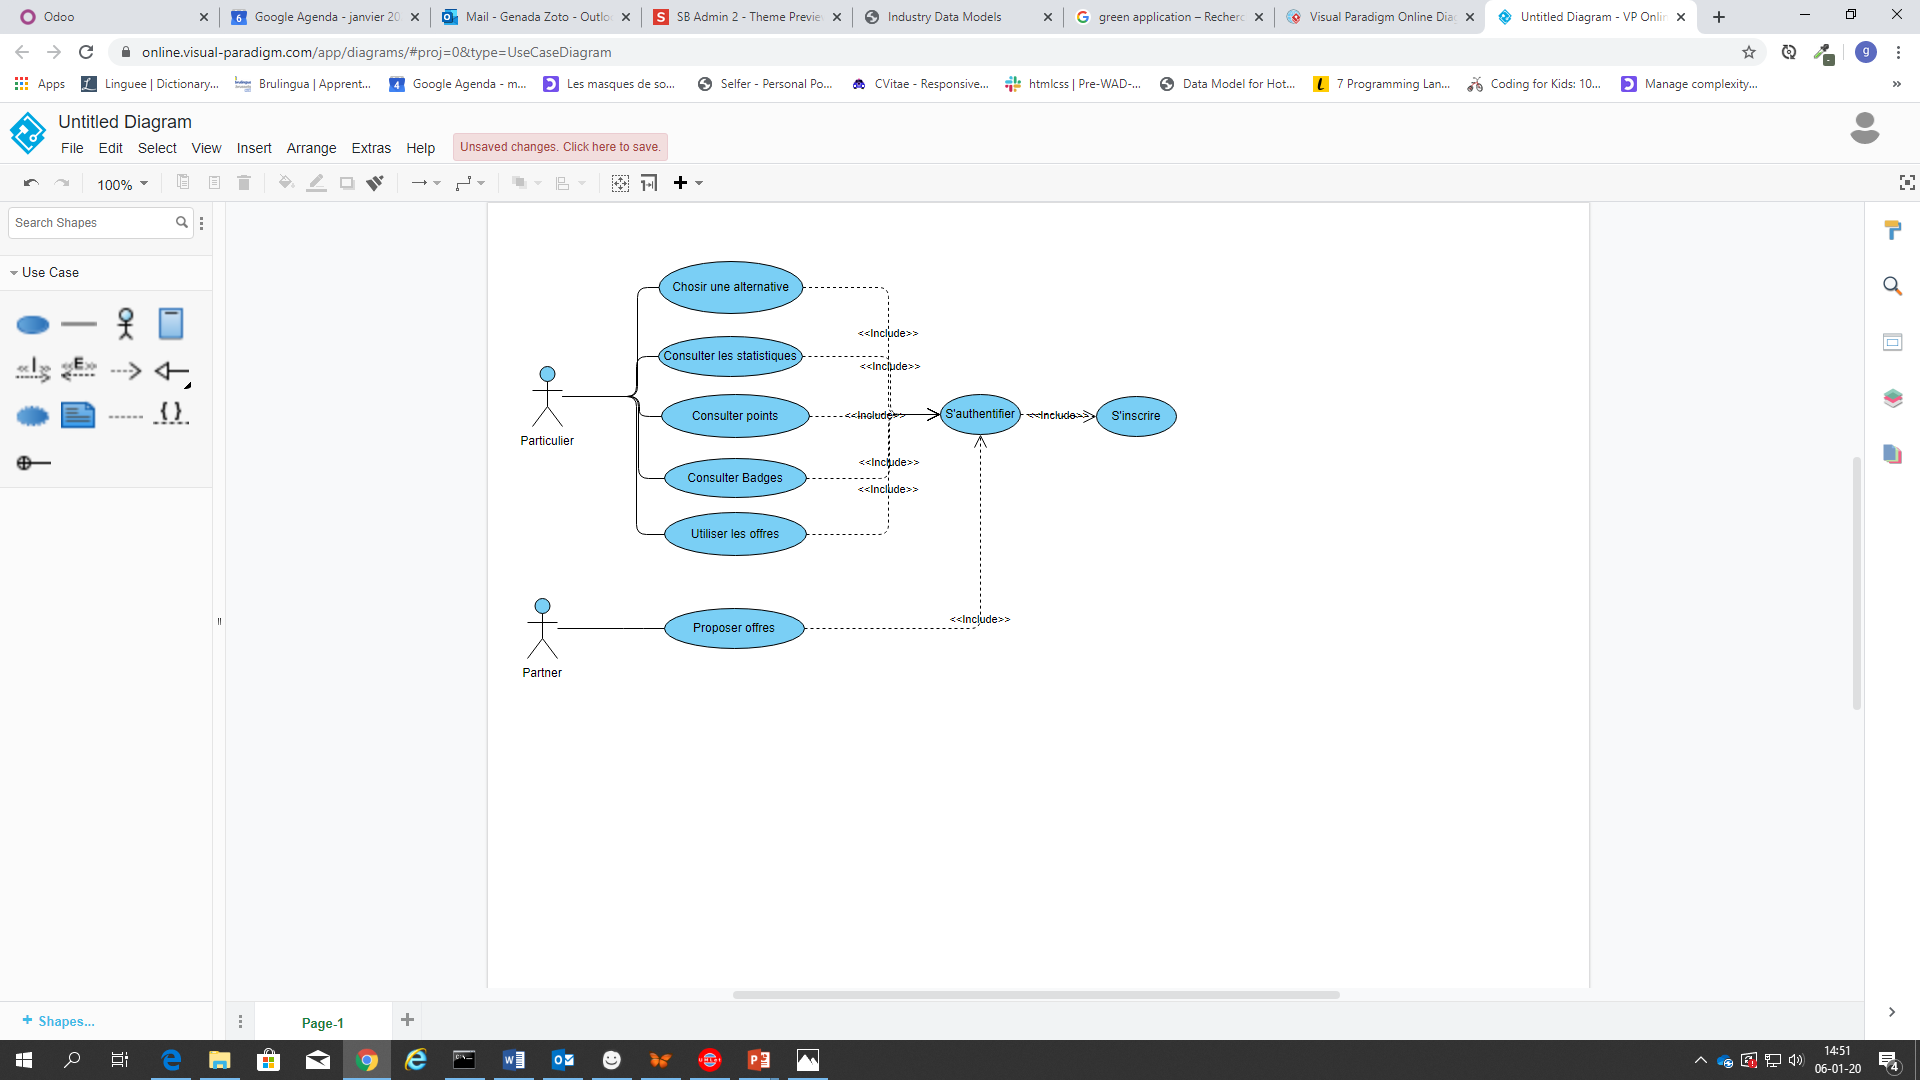 Odoo
Google Agenda - janvier 20
Mail - Genada Zoto - Outlo
SB Admin 2 - Theme Preview
Industry Data Models
green application – Recherc
Visual Paradigm Online Diag
Untitled Diagram - VP Onlin
online.visual-paradigm.com/app/diagrams/#proj=0&type=UseCaseDiagram
g
Apps
Linguee | Dictionary...
Brulingua | Apprent...
Google Agenda - m...
Les masques de so...
Selfer - Personal Po...
CVitae - Responsive...
htmlcss | Pre-WAD-...
Data Model for Hot...
7 Programming Lan...
Coding for Kids: 10...
Manage complexity...
»
Untitled Diagram
File Edit Select View Insert Arrange Extras Help
Unsaved changes. Click here to save.
100%
Search Shapes
Use Case
Chosir une alternative
<<Include>>
Consulter les statistiques
<<Include>>
Consulter points
<<Include>>
S'authentifier
<<Include>>
S'inscrire
Particulier
<<Include>>
Consulter Badges
<<Include>>
Utiliser les offres
Proposer offres
<<Include>>
Partner
+ Shapes...
Page-1
14:51
06-01-20
4